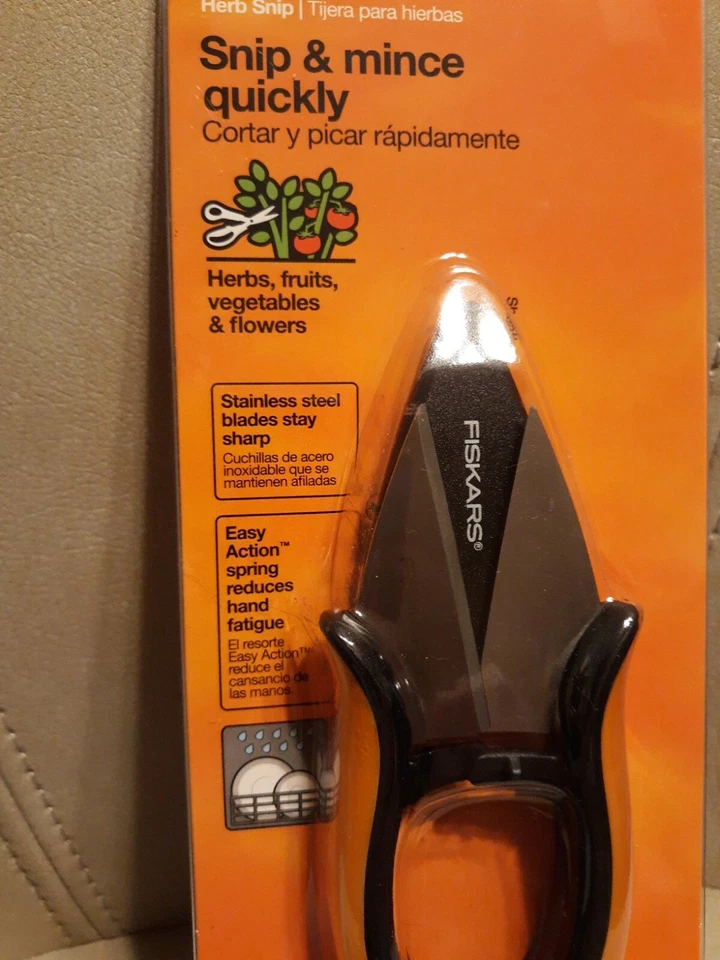 Herb Snip | Tijera para hierbas
Snip & mince
quickly
Cortar y picar rápidamente
Herbs, fruits,
vegetables
& flowers
Stainless steel
blades stay
sharp
Cuchillas de acero
inoxidable que se
mantienen afiladas
Easy
Action™
spring
reduces
hand
fatigue
El resorte
Easy Action™
reduce el
cansancio de
las manos.
FISKARS®